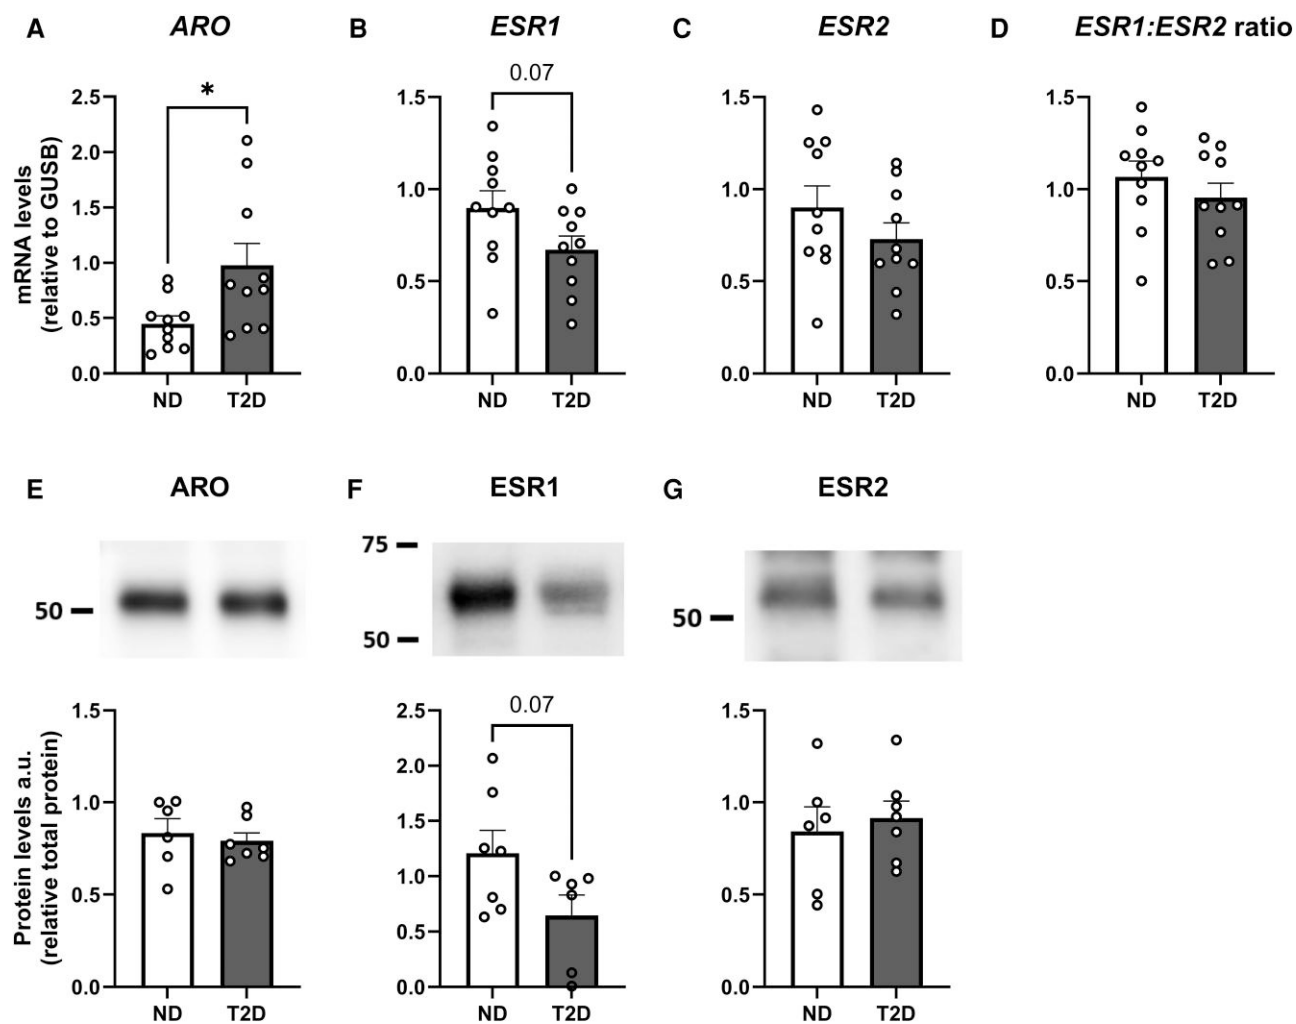 A ARO
B ESR1
C ESR2
D ESR1:ESR2 ratio
mRNA levels
(relative to GUSB)
2.5
2.0
1.5
1.0
0.5
0.0
*
ND T2D
1.5
1.0
0.5
0.0
0.07
ND T2D
1.5
1.0
0.5
0.0
ND T2D
1.5
1.0
0.5
0.0
ND T2D
E ARO
F ESR1
G ESR2
50
75
50
50
Protein levels a.u.
(relative total protein)
1.5
1.0
0.5
0.0
ND T2D
2.5
2.0
1.5
1.0
0.5
0.0
0.07
ND T2D
1.5
1.0
0.5
0.0
ND T2D